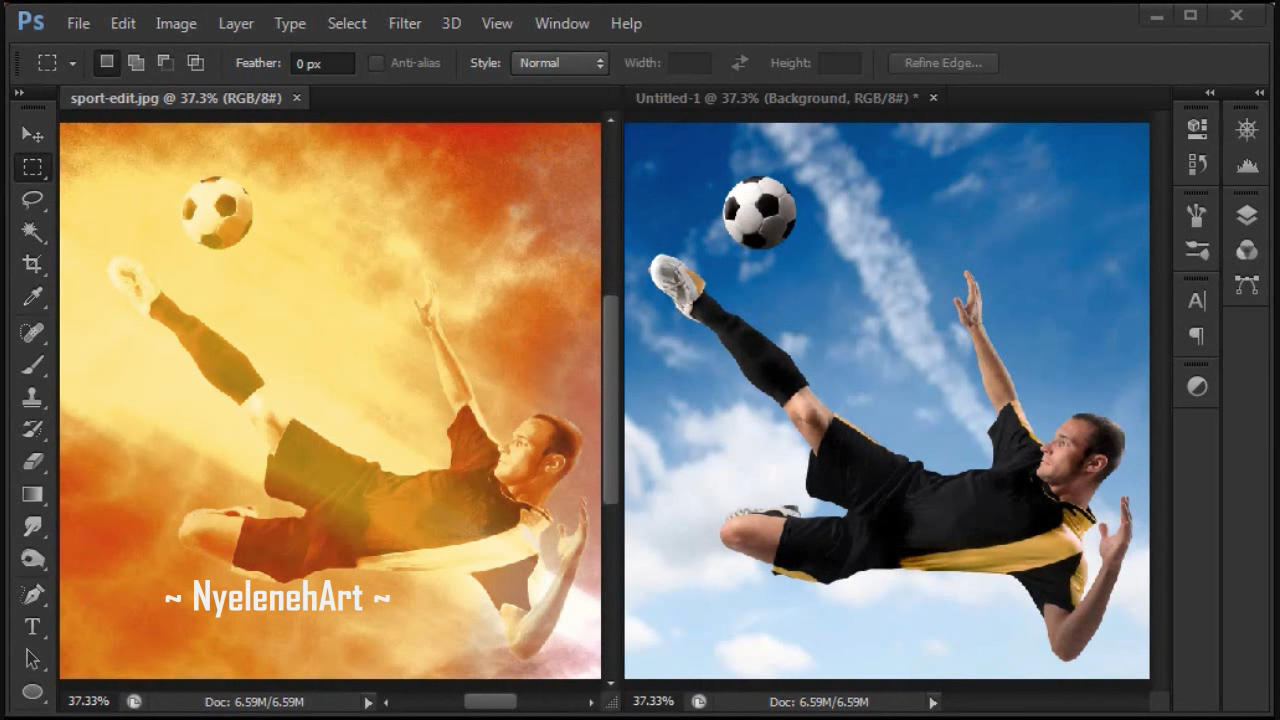 Ps File Edit Image Layer Type Select Filter 3D View Window Help
Feather: 0 px Anti-alias Style: Normal Width: Height: Refine Edge...
sport-edit.jpg @ 37.3% (RGB/8#) × Untitled-1 @ 37.3% (Background, RGB/8#) * ×
~ NyelenehArt ~
37.33% Doc: 6.59M/6.59M 37.33% Doc: 6.59M/6.59M